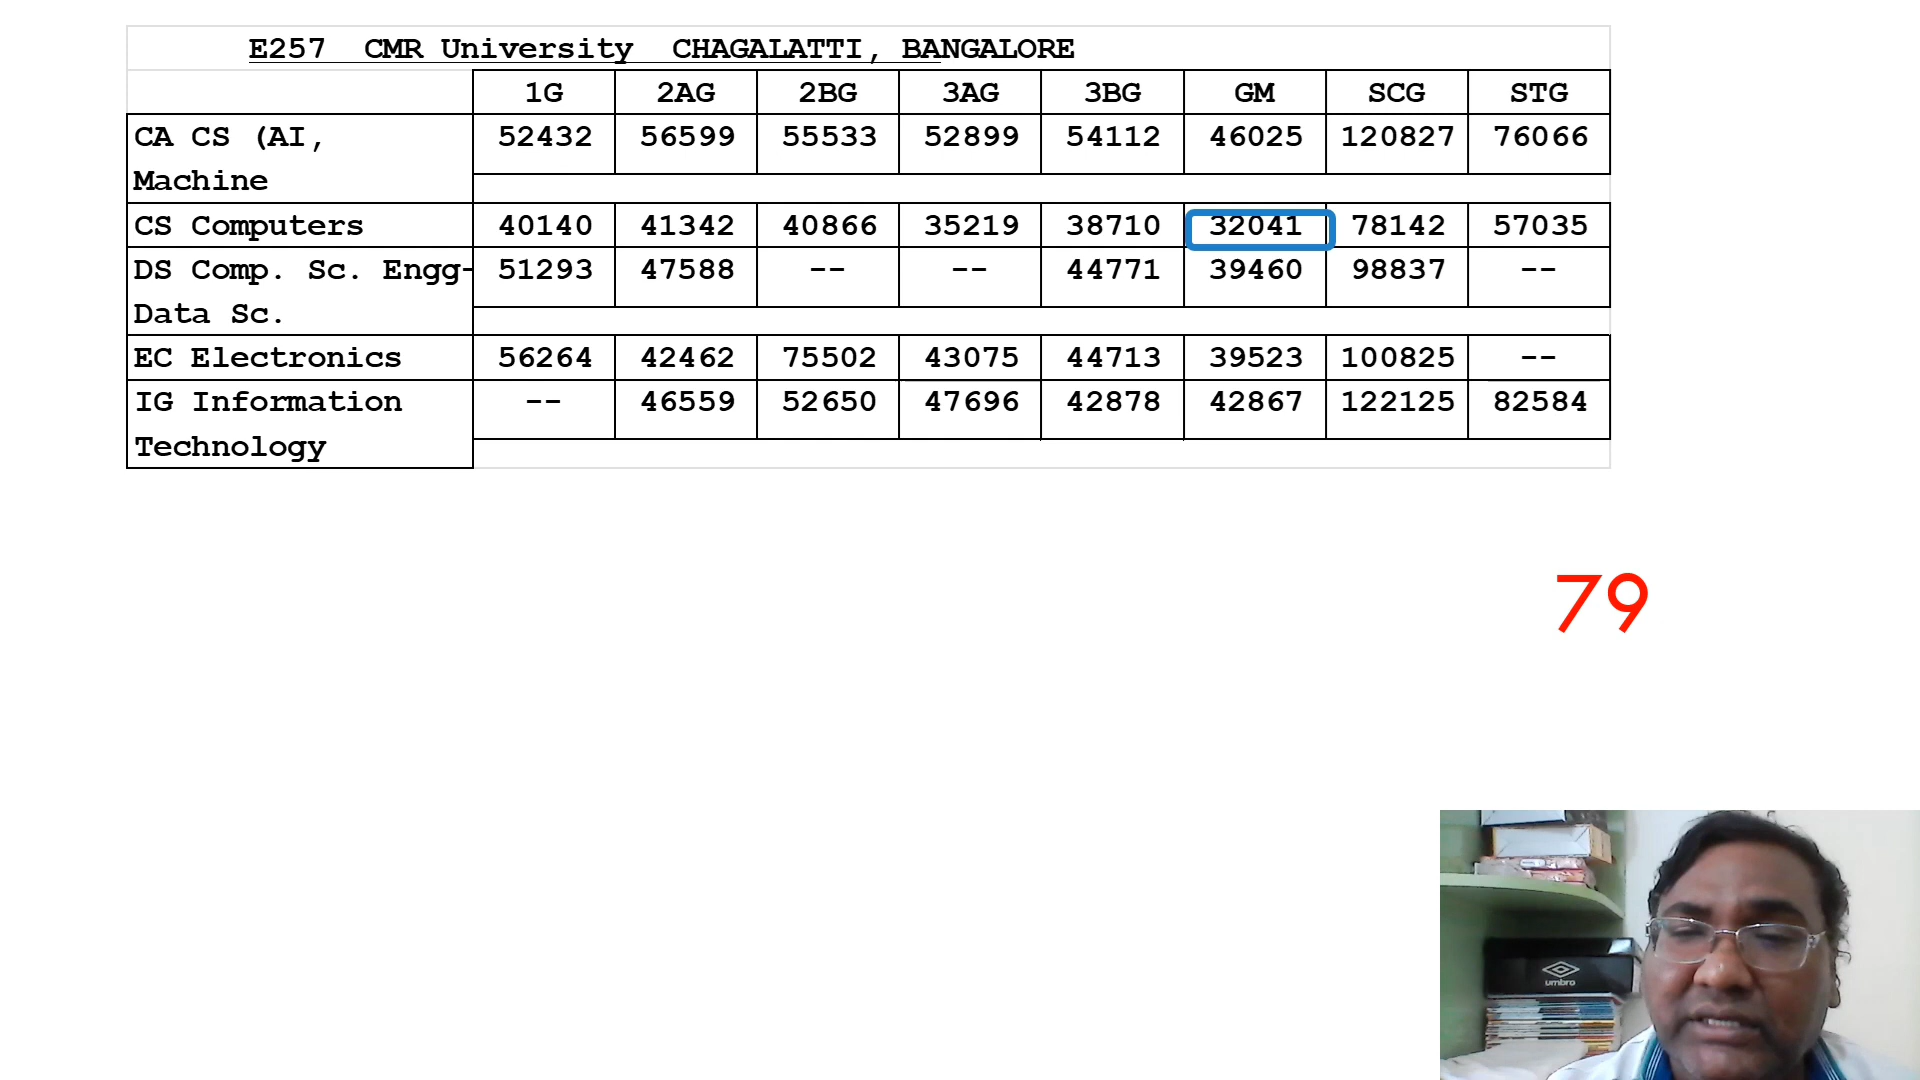 E257 CMR University CHAGALATTI, BANGALORE
1G 2AG 2BG 3AG 3BG GM SCG STG
CA CS (AI, Machine 52432 56599 55533 52899 54112 46025 120827 76066
CS Computers 40140 41342 40866 35219 38710 32041 78142 57035
DS Comp. Sc. Engg- Data Sc. 51293 47588 -- -- 44771 39460 98837 --
EC Electronics 56264 42462 75502 43075 44713 39523 100825 --
IG Information Technology -- 46559 52650 47696 42878 42867 122125 82584
79
umbro